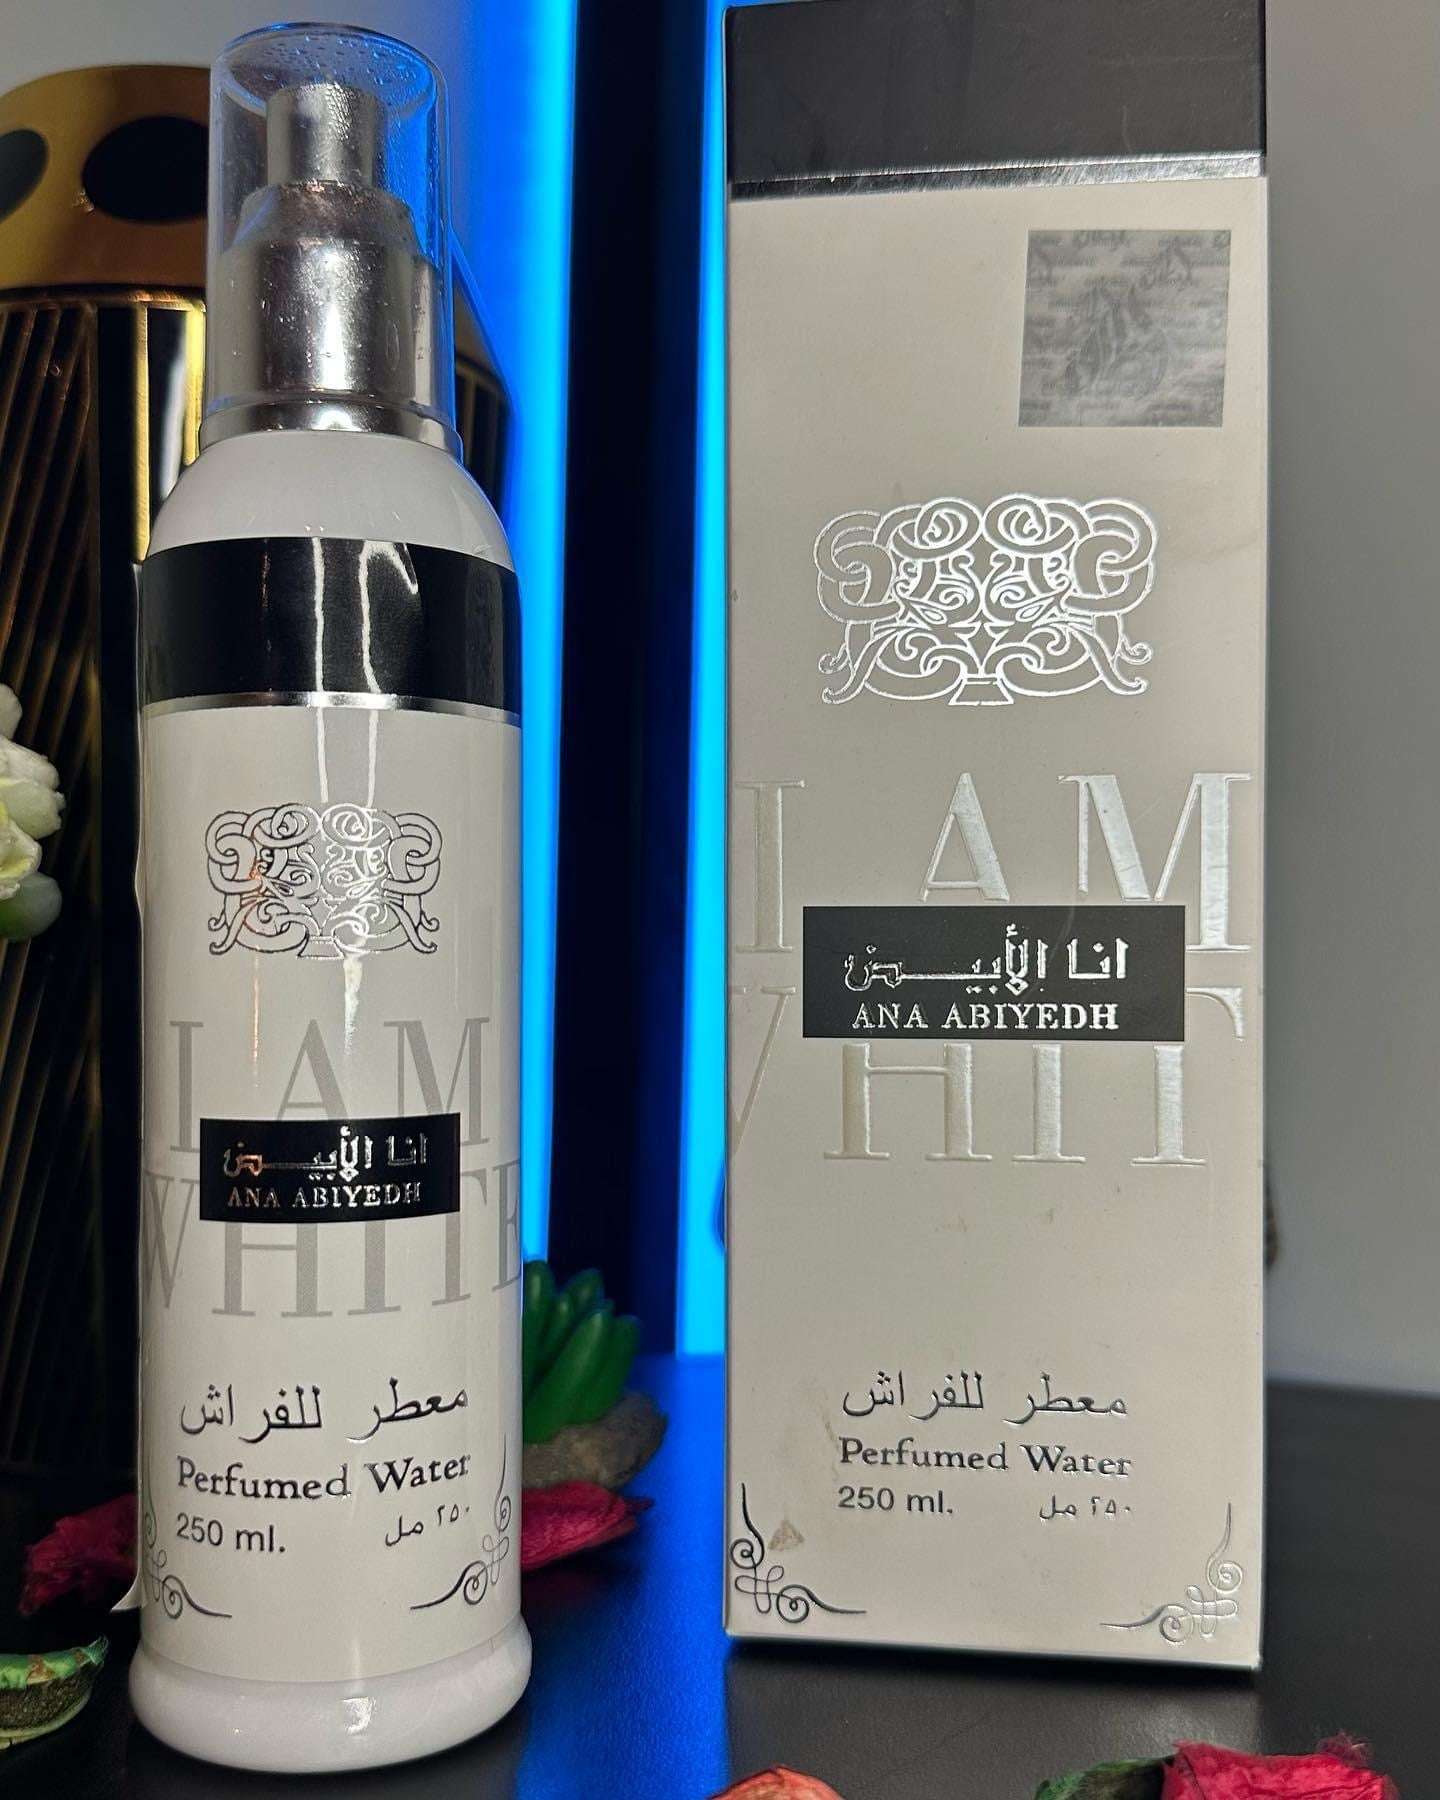 I AM
انا الأبيض
ANA ABIYEDH
WHITE
معطر للفراش
Perfumed Water
250 ml. ٢٥٠ مل
I AM
انا الأبيض
ANA ABIYEDH
WHIT
معطر للفراش
Perfumed Water
250 ml. ٢٥٠ مل